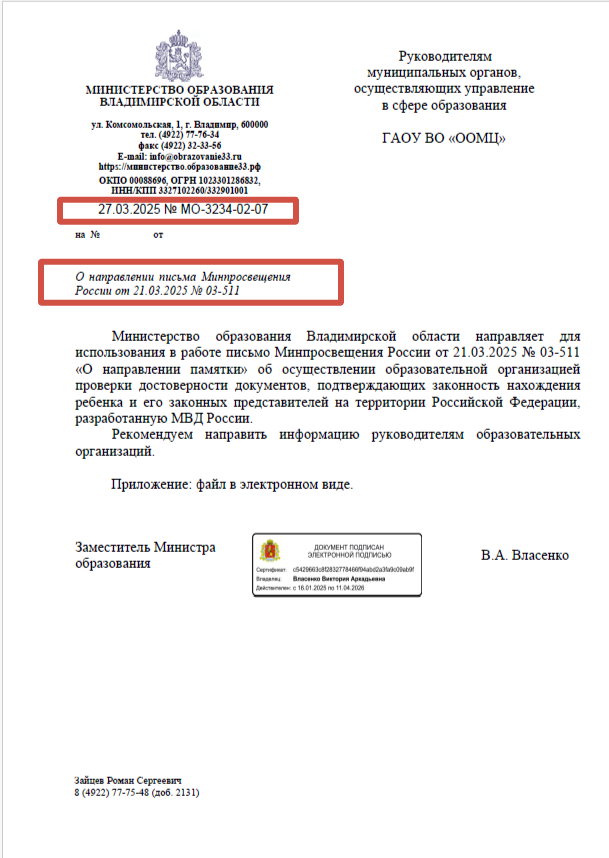 МИНИСТЕРСТВО ОБРАЗОВАНИЯ
ВЛАДИМИРСКОЙ ОБЛАСТИ
ул. Комсомольская, 1, г. Владимир, 600000
тел. (4922) 77-76-34
факс (4922) 32-33-56
E-mail: info@obrazovanie33.ru
https://министерство.образование33.рф
ОКПО 00088696, ОГРН 1023301286832,
ИНН/КПП 3327102260/332901001
27.03.2025 № МО-3234-02-07
на № от
Руководителям
муниципальных органов,
осуществляющих управление
в сфере образования
ГАОУ ВО «ООМЦ»
О направлении письма Минпросвещения
России от 21.03.2025 № 03-511
Министерство образования Владимирской области направляет для
использования в работе письмо Минпросвещения России от 21.03.2025 № 03-511
«О направлении памятки» об осуществлении образовательной организацией
проверки достоверности документов, подтверждающих законность нахождения
ребенка и его законных представителей на территории Российской Федерации,
разработанную МВД России.
Рекомендуем направить информацию руководителям образовательных
организаций.
Приложение: файл в электронном виде.
Заместитель Министра
образования
ДОКУМЕНТ ПОДПИСАН
ЭЛЕКТРОННОЙ ПОДПИСЬЮ
Сертификат: c5429663c8f2832778466f94abd2a3fa9c09ab9f
Владелец: Власенко Виктория Аркадьевна
Действителен: с 16.01.2025 по 11.04.2026
В.А. Власенко
Зайцев Роман Сергеевич
8 (4922) 77-75-48 (доб. 2131)